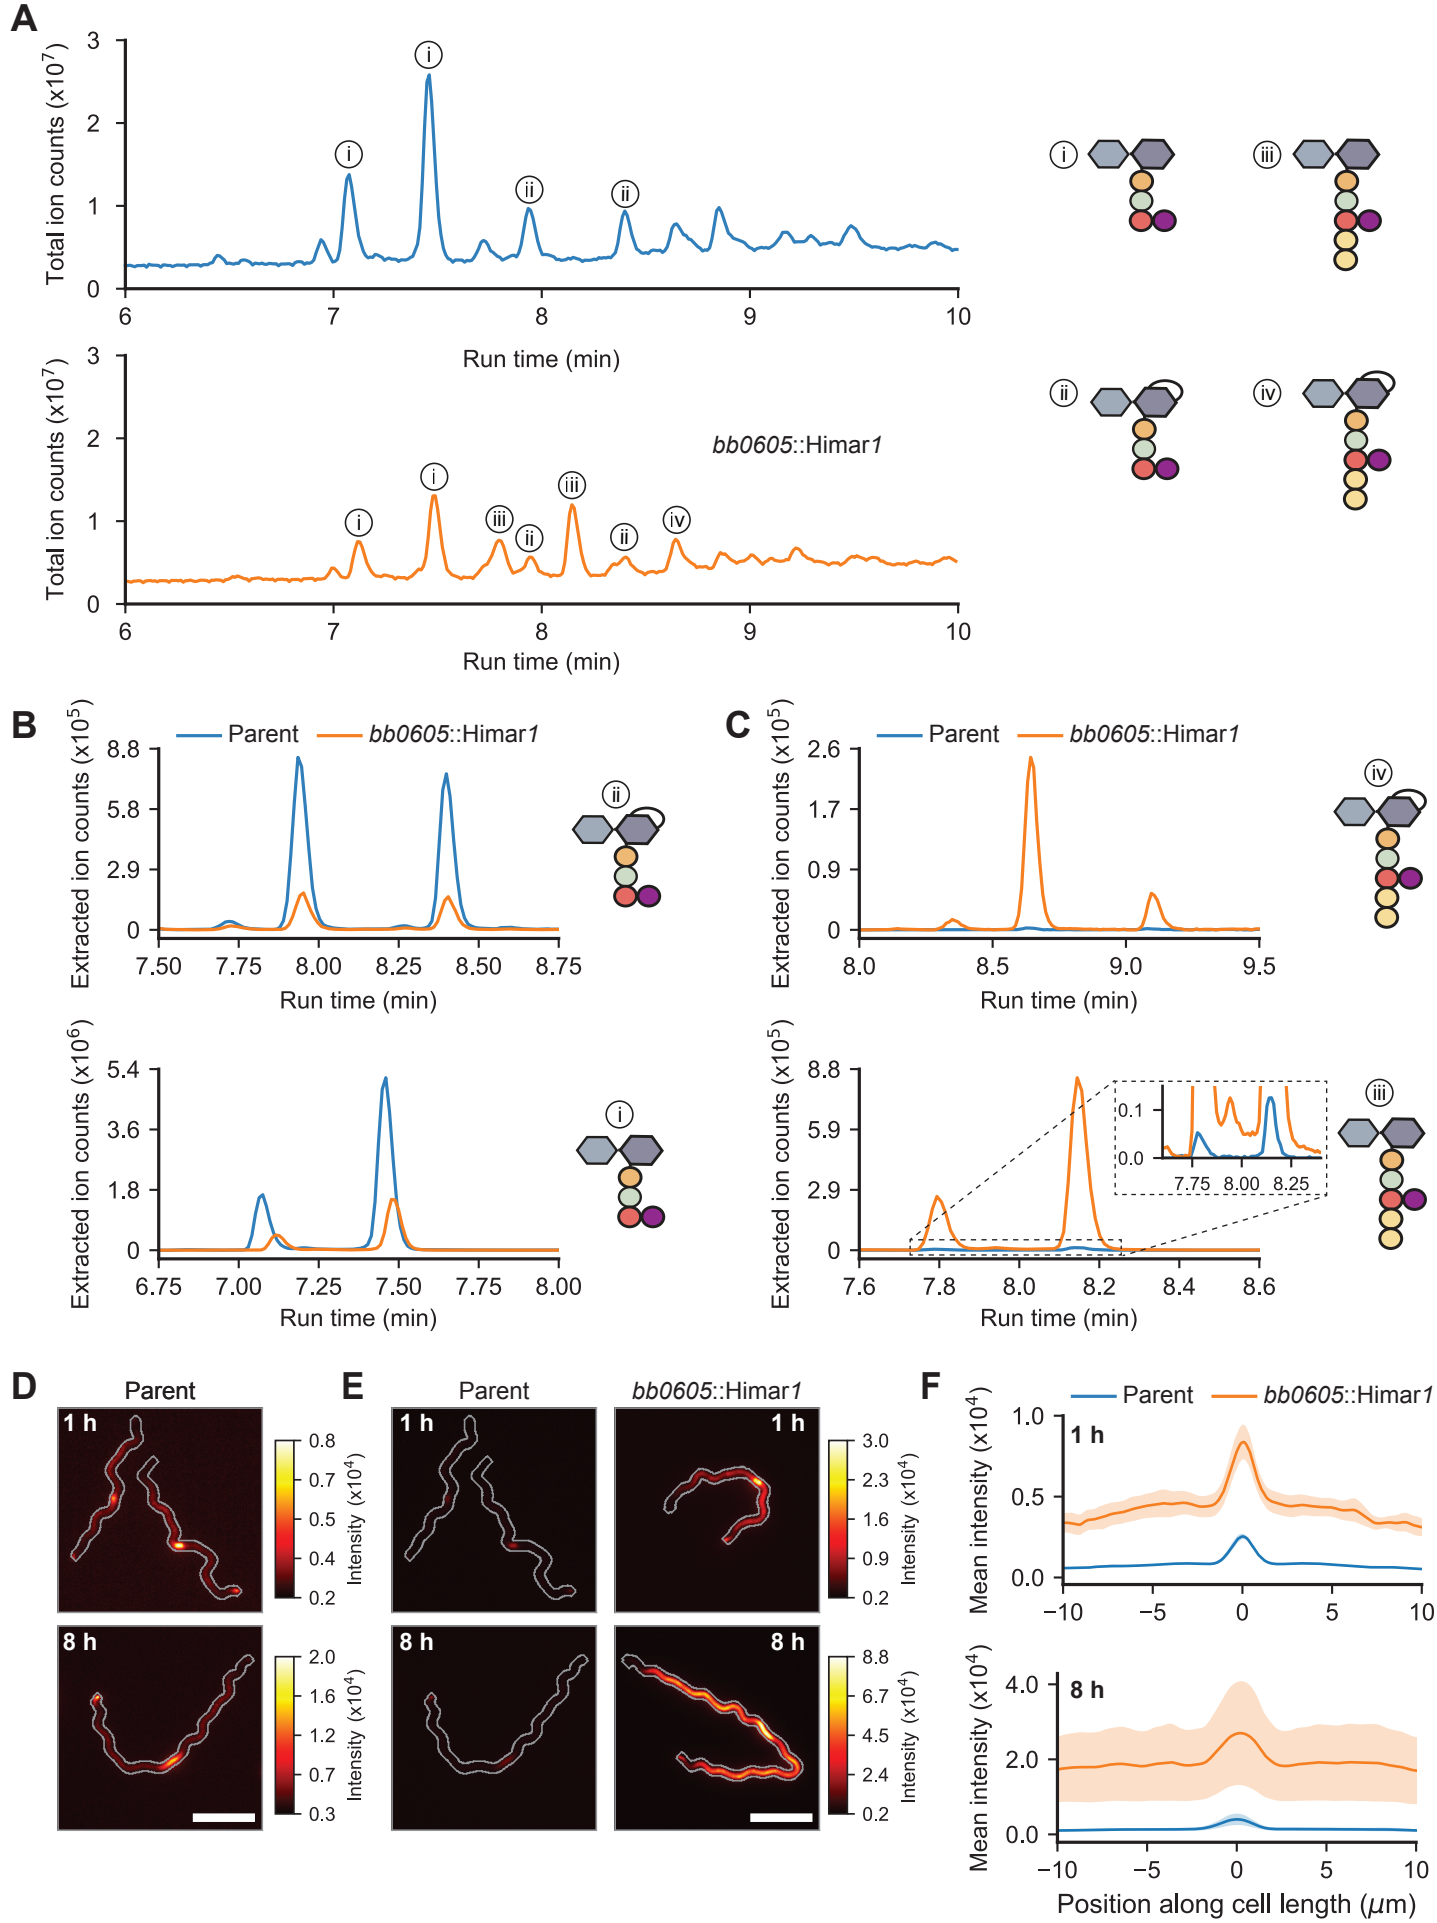 A
Total ion counts (x10⁷)
3
2
1
0
i
i
ii
ii
6
7
8
9
10
Run time (min)
i
iii
ii
iv
Total ion counts (x10⁷)
3
2
1
0
bb0605::Himar1
i
i
iii
ii
iii
ii
iv
6
7
8
9
10
Run time (min)
B
Parent
bb0605::Himar1
Extracted ion counts (x10⁵)
8.8
5.8
2.9
0
7.50
7.75
8.00
8.25
8.50
8.75
Run time (min)
ii
Extracted ion counts (x10⁶)
5.4
3.6
1.8
0
6.75
7.00
7.25
7.50
7.75
8.00
Run time (min)
i
C
Parent
bb0605::Himar1
Extracted ion counts (x10⁵)
2.6
1.7
0.9
0
8.0
8.5
9.0
9.5
Run time (min)
iv
Extracted ion counts (x10⁵)
8.8
5.9
2.9
0
0.1
0.0
7.75
8.00
8.25
7.6
7.8
8.0
8.2
8.4
8.6
Run time (min)
iii
D
Parent
1 h
0.8
0.7
0.5
0.4
0.2
Intensity (x10⁴)
8 h
2.0
1.6
1.2
0.7
0.3
Intensity (x10⁴)
E
Parent
bb0605::Himar1
1 h
1 h
3.0
2.3
1.6
0.9
0.2
Intensity (x10⁴)
8 h
8 h
8.8
6.7
4.5
2.4
0.2
Intensity (x10⁴)
F
Parent
bb0605::Himar1
Mean intensity (x10⁴)
1.0
0.5
0.0
1 h
−10
−5
0
5
10
Mean intensity (x10⁴)
4.0
2.0
0.0
8 h
−10
−5
0
5
10
Position along cell length (μm)